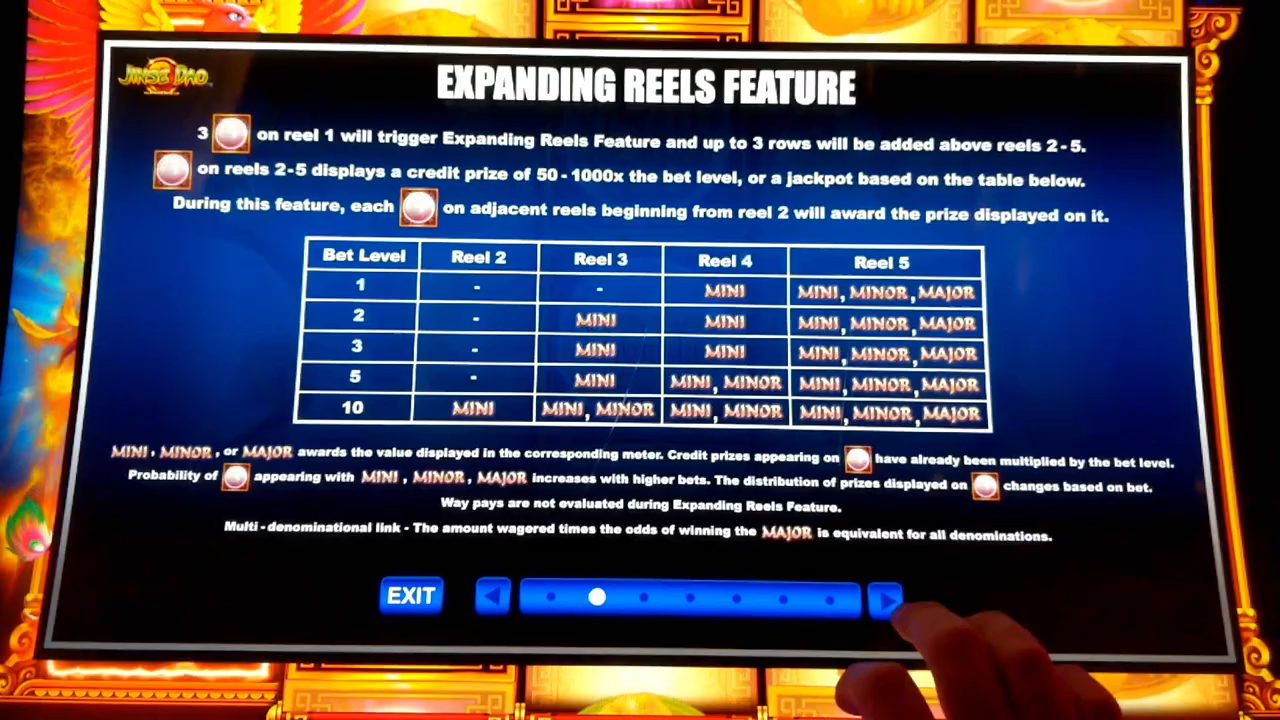 JINSE DAO
EXPANDING REELS FEATURE
3 on reel 1 will trigger Expanding Reels Feature and up to 3 rows will be added above reels 2 - 5.
on reels 2-5 displays a credit prize of 50 - 1000x the bet level, or a jackpot based on the table below.
During this feature, each on adjacent reels beginning from reel 2 will award the prize displayed on it.
Bet Level Reel 2 Reel 3 Reel 4 Reel 5
1 - - MINI MINI, MINOR, MAJOR
2 - MINI MINI MINI, MINOR, MAJOR
3 - MINI MINI MINI, MINOR, MAJOR
5 - MINI MINI, MINOR MINI, MINOR, MAJOR
10 MINI MINI, MINOR MINI, MINOR MINI, MINOR, MAJOR
MINI, MINOR, or MAJOR awards the value displayed in the corresponding meter. Credit prizes appearing on have already been multiplied by the bet level.
Probability of appearing with MINI, MINOR, MAJOR increases with higher bets. The distribution of prizes displayed on changes based on bet.
Way pays are not evaluated during Expanding Reels Feature.
Multi - denominational link - The amount wagered times the odds of winning the MAJOR is equivalent for all denominations.
EXIT